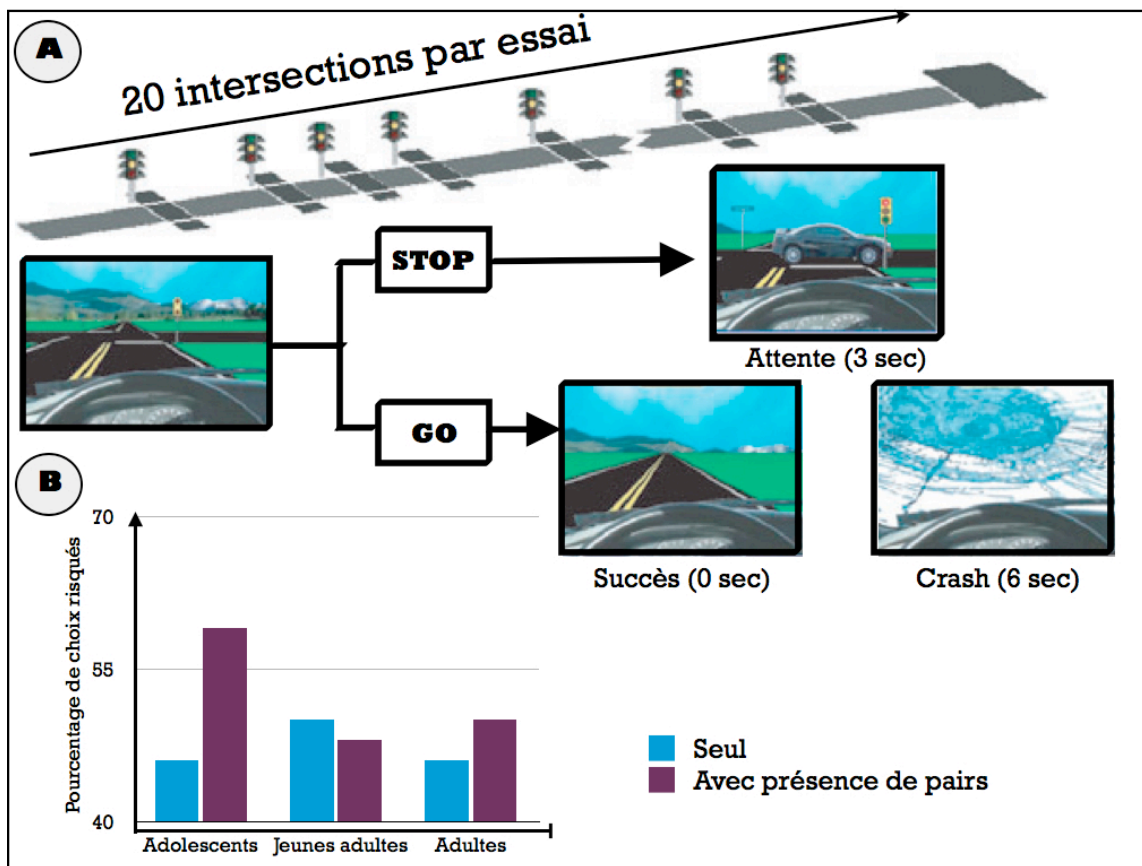 A
20 intersections par essai
STOP
Attente (3 sec)
GO
Succès (0 sec)
Crash (6 sec)
B
Pourcentage de choix risqués
70
55
40
Adolescents
Jeunes adultes
Adultes
Seul
Avec présence de pairs